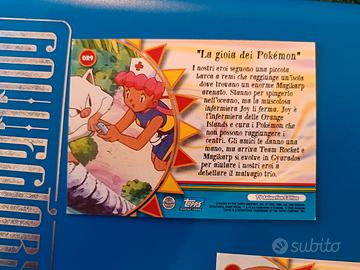 OR9
"La gioia dei Pokémon"
I nostri eroi seguono una piccola
barca a remi che raggiunge un'isola
dove trovano un enorme Magikarp
arenato. Stanno per spingerlo
nell'oceano, ma la muscolosa
infermiera Joy li ferma. Joy è
l'infermiera delle Orange
Islands e cura i Pokémon che
non possono raggiungere i
centri. Gli amici le danno una
mano, ma arriva Team Rocket e
Magikarp si evolve in Gyarados
per aiutare i nostri eroi a
debellare il malvagio trio.
TV Animation Edition
TOPPS
subito